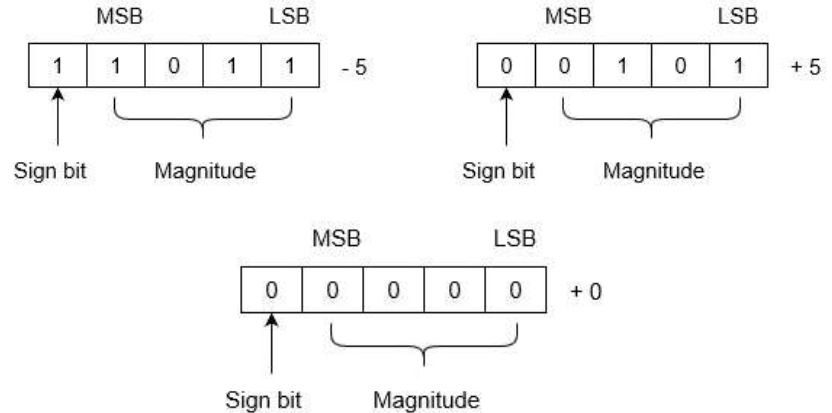 MSB LSB
1 1 0 1 1 - 5
Sign bit Magnitude
MSB LSB
0 0 1 0 1 + 5
Sign bit Magnitude
MSB LSB
0 0 0 0 0 + 0
Sign bit Magnitude